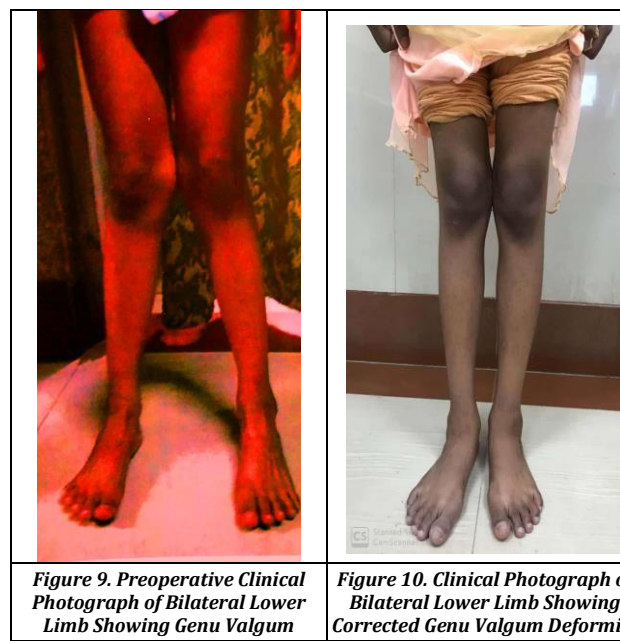 Figure 9. Preoperative Clinical
Photograph of Bilateral Lower
Limb Showing Genu Valgum
Figure 10. Clinical Photograph
Bilateral Lower Limb Showing
Corrected Genu Valgum
CS